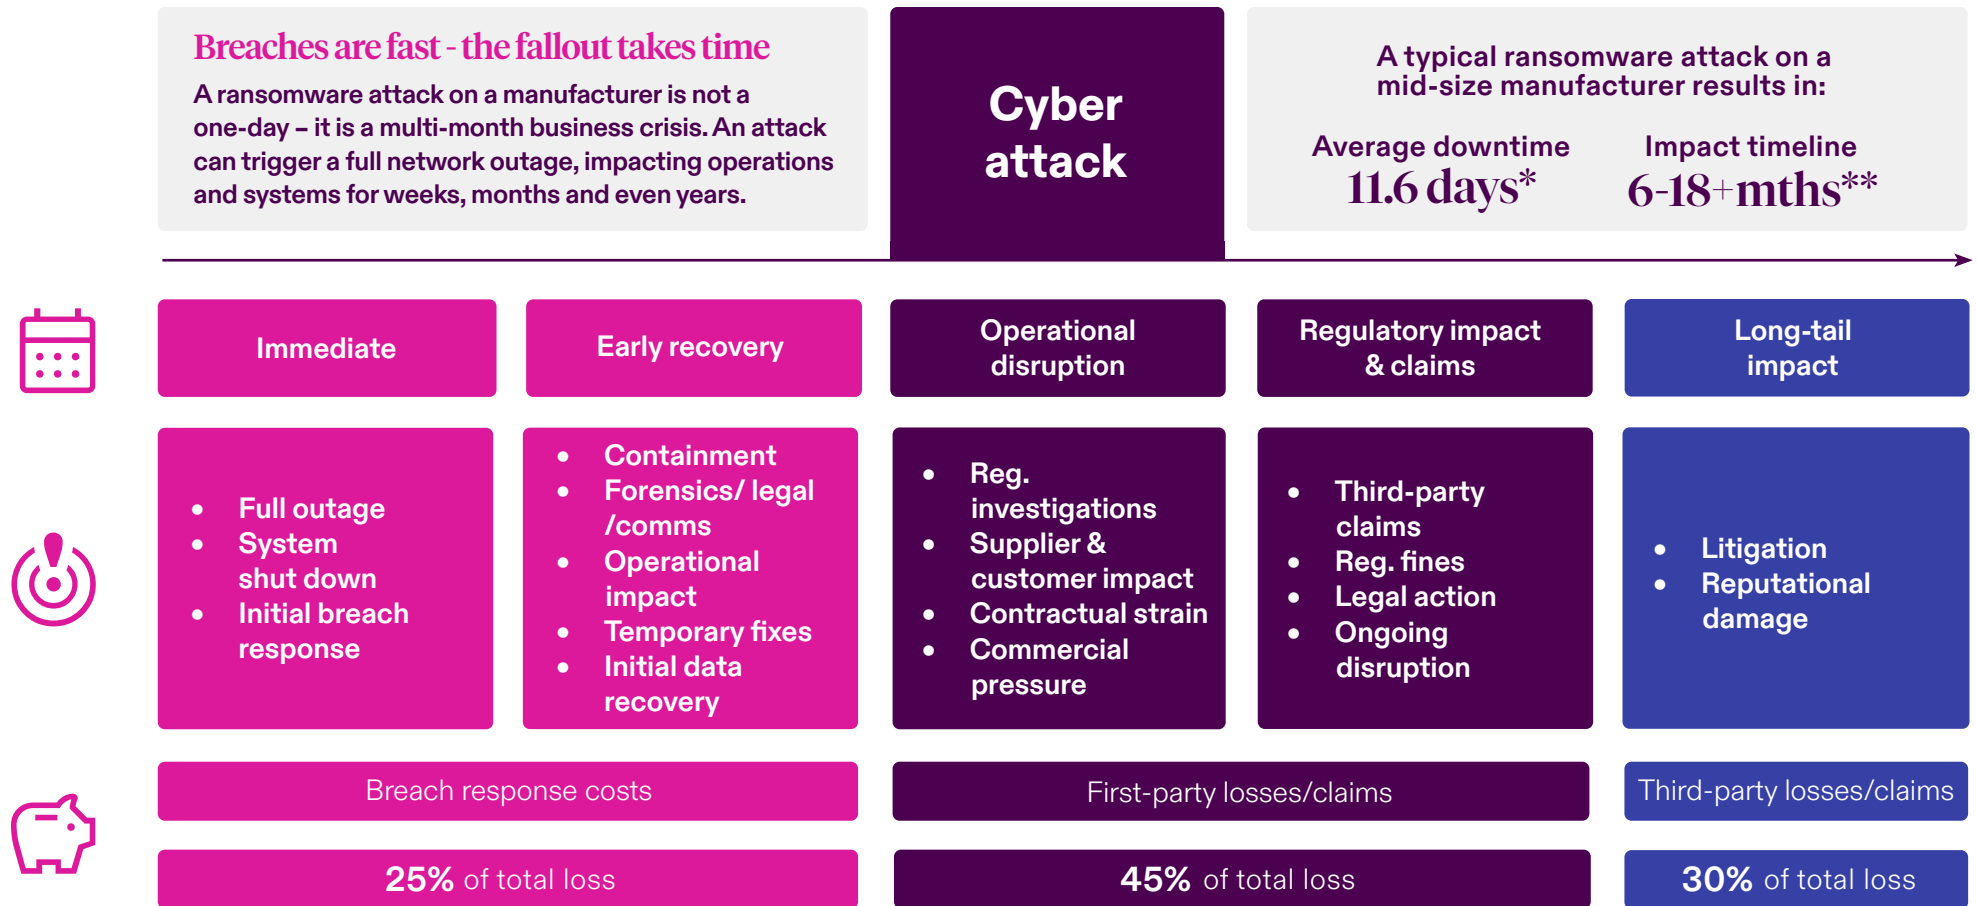 Breaches are fast - the fallout takes time
A ransomware attack on a manufacturer is not a
one-day – it is a multi-month business crisis. An attack
can trigger a full network outage, impacting operations
and systems for weeks, months and even years.
Cyber
attack
A typical ransomware attack on a
mid-size manufacturer results in:
Average downtime
11.6 days*
Impact timeline
6-18+mths**
Immediate
Early recovery
Operational
disruption
Regulatory impact
& claims
Long-tail
impact
• Full outage
• System
shut down
• Initial breach
response
• Containment
• Forensics/ legal
/comms
• Operational
impact
• Temporary fixes
• Initial data
recovery
• Reg.
investigations
• Supplier &
customer impact
• Contractual strain
• Commercial
pressure
• Third-party
claims
• Reg. fines
• Legal action
• Ongoing
disruption
• Litigation
• Reputational
damage
Breach response costs
First-party losses/claims
Third-party losses/claims
25% of total loss
45% of total loss
30% of total loss